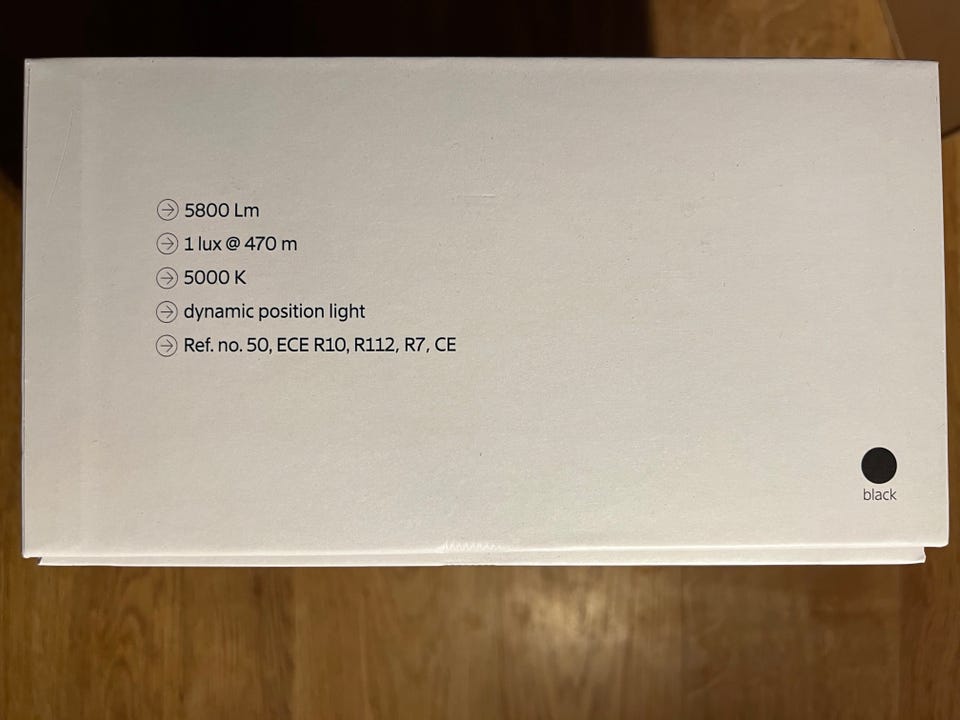 5800 Lm
1 lux @ 470 m
5000 K
dynamic position light
Ref. no. 50, ECE R10, R112, R7, CE
black